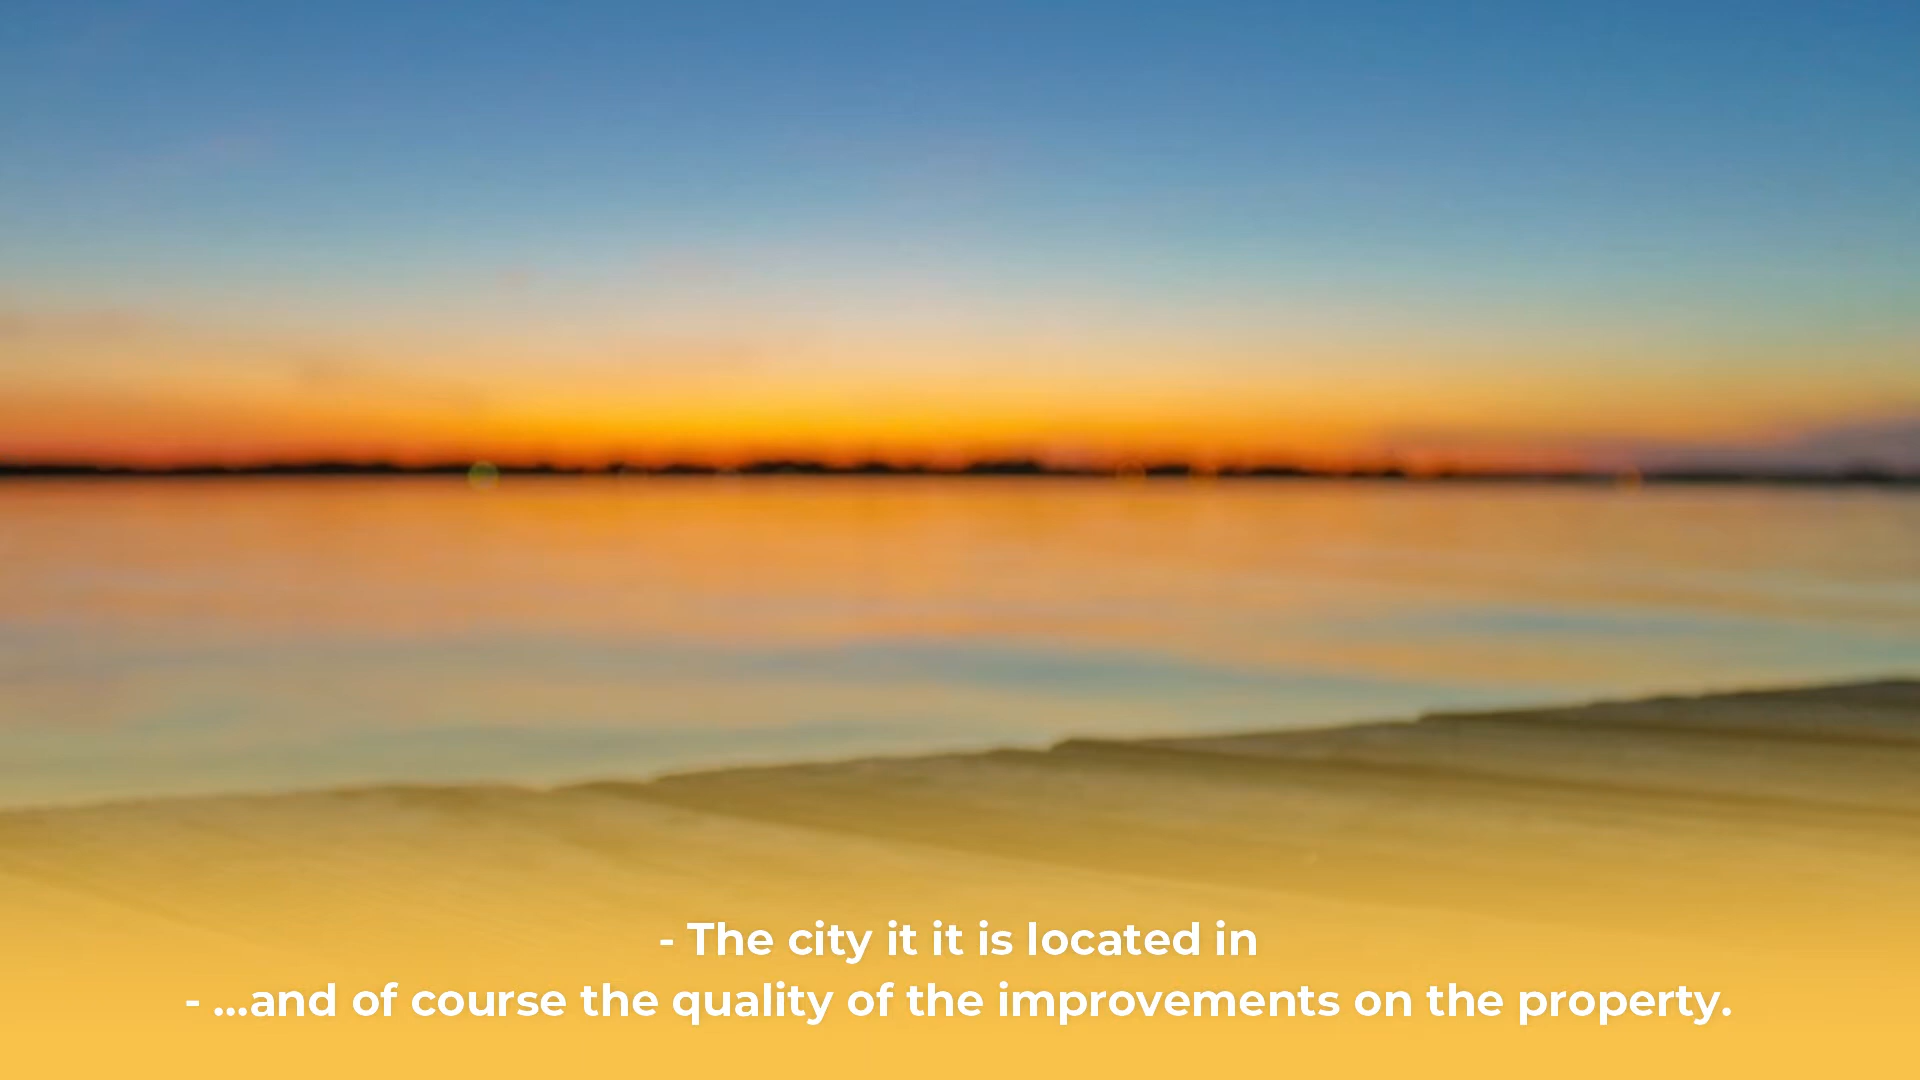 - The city it it is located in
- ...and of course the quality of the improvements on the property.